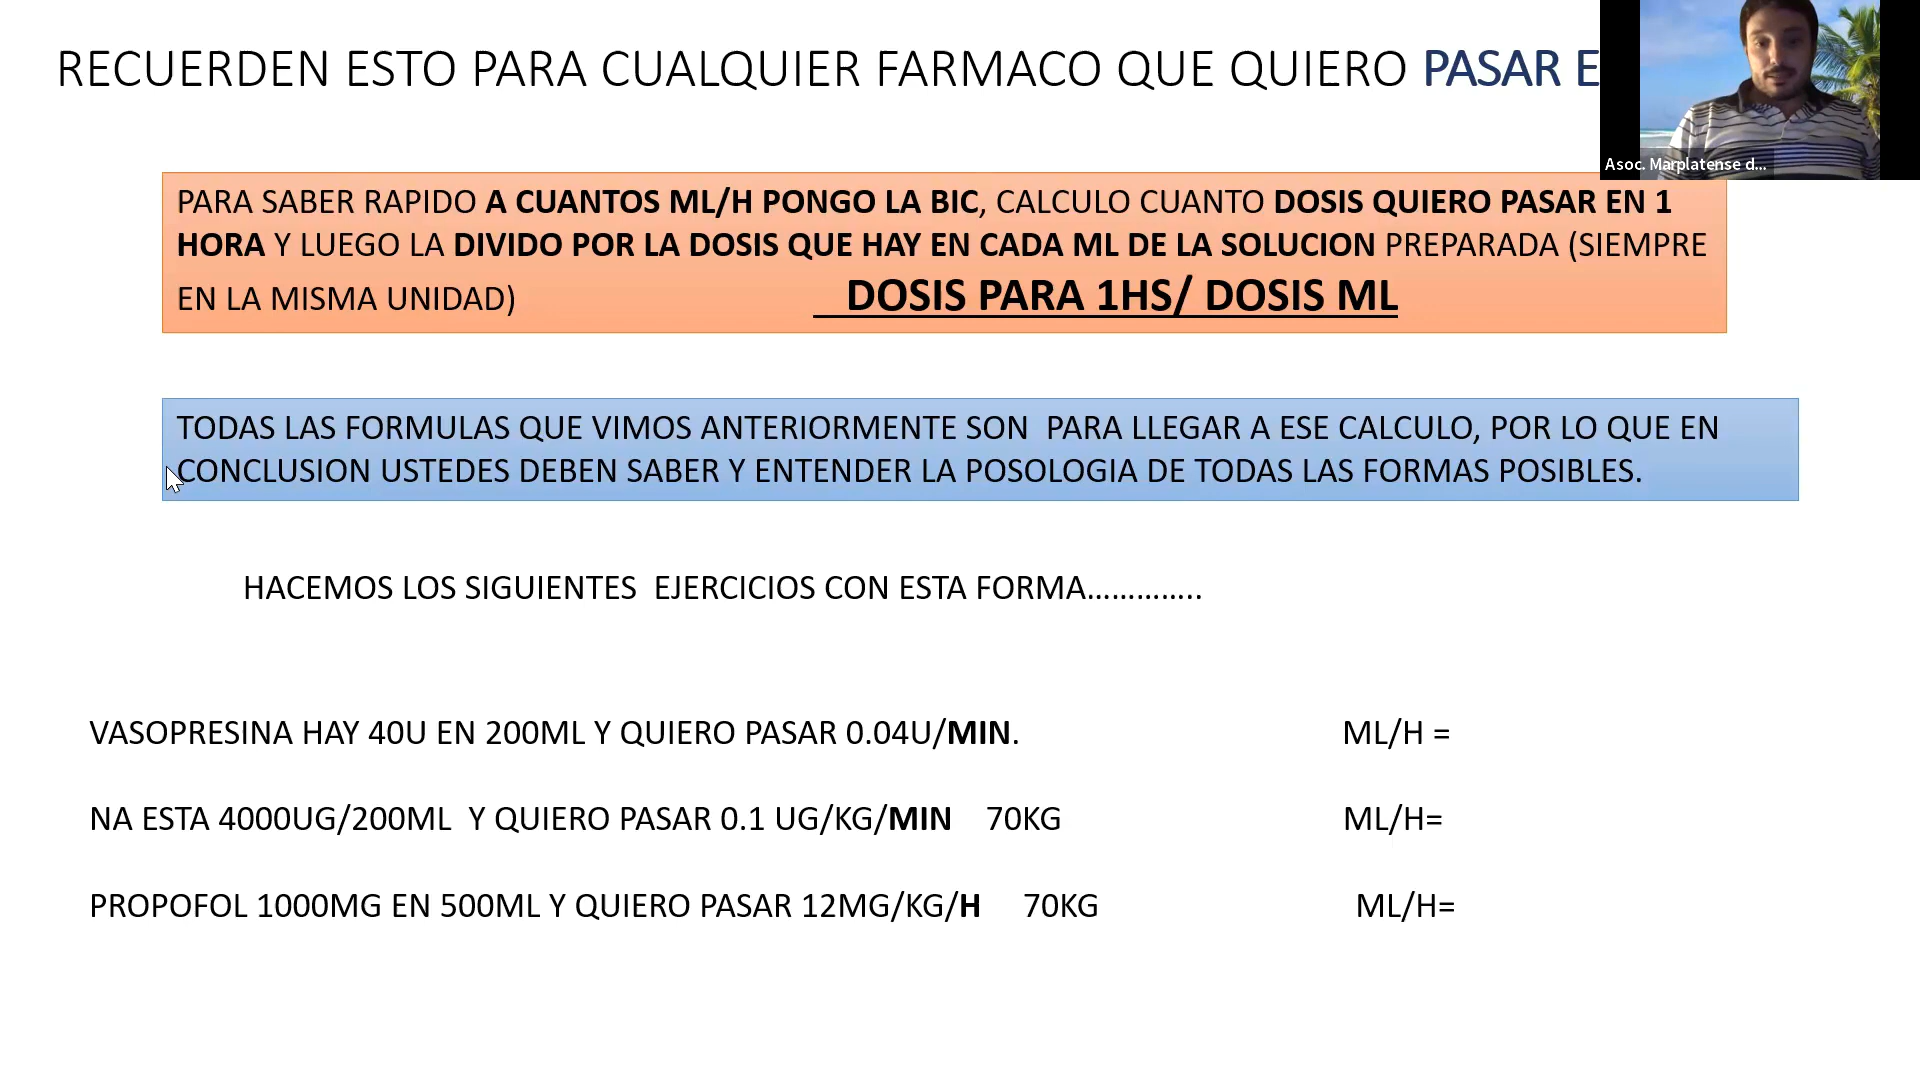 RECUERDEN ESTO PARA CUALQUIER FARMACO QUE QUIERO PASAR E
Asoc. Marplatense d...
PARA SABER RAPIDO A CUANTOS ML/H PONGO LA BIC, CALCULO CUANTO DOSIS QUIERO PASAR EN 1
HORA Y LUEGO LA DIVIDO POR LA DOSIS QUE HAY EN CADA ML DE LA SOLUCION PREPARADA (SIEMPRE
EN LA MISMA UNIDAD) DOSIS PARA 1HS/ DOSIS ML
TODAS LAS FORMULAS QUE VIMOS ANTERIORMENTE SON  PARA LLEGAR A ESE CALCULO, POR LO QUE EN
CONCLUSION USTEDES DEBEN SABER Y ENTENDER LA POSOLOGIA DE TODAS LAS FORMAS POSIBLES.
HACEMOS LOS SIGUIENTES  EJERCICIOS CON ESTA FORMA…………..
VASOPRESINA HAY 40U EN 200ML Y QUIERO PASAR 0.04U/MIN. ML/H =
NA ESTA 4000UG/200ML  Y QUIERO PASAR 0.1 UG/KG/MIN 70KG ML/H=
PROPOFOL 1000MG EN 500ML Y QUIERO PASAR 12MG/KG/H 70KG ML/H=